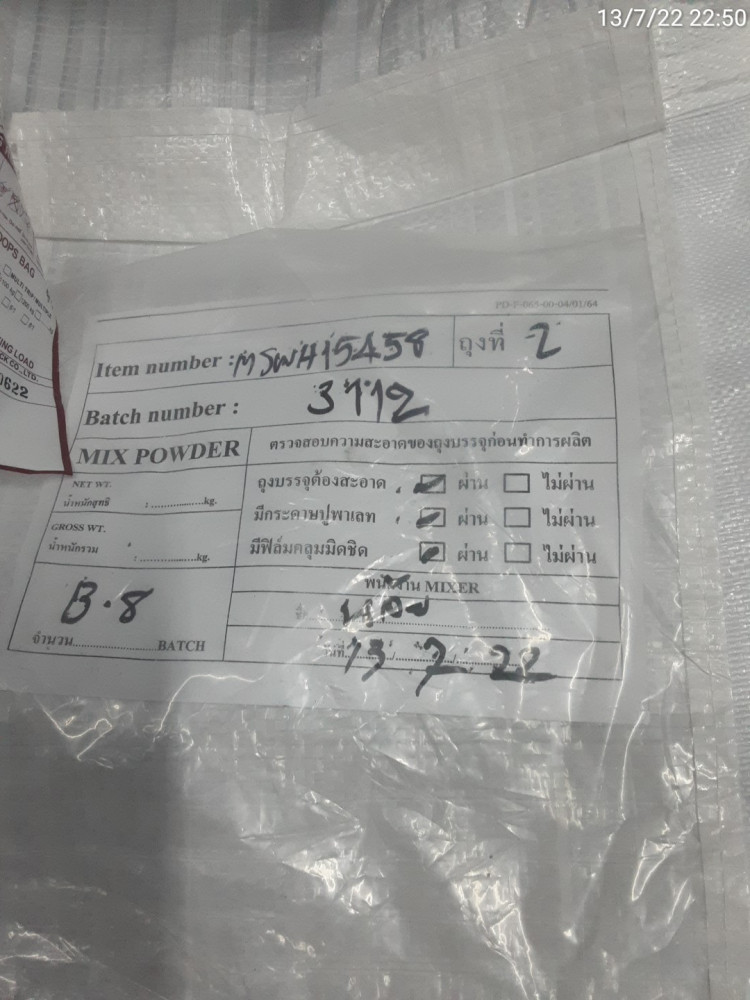 13/7/22 22:50
OOPS BAG
ING LOAD
CK CO.,LTD.
0622
PD-F-065-00-04/01/64
Item number : MSWH15458 ถุงที่ 2
Batch number : 3112
MIX POWDER
ตรวจสอบความสะอาดของถุงบรรจุก่อนทำการผลิต
NET WT.
น้ำหนักสุทธิ : ................kg.
ถุงบรรจุต้องสะอาด ผ่าน ไม่ผ่าน
มีกระดาษปูพาเลท ผ่าน ไม่ผ่าน
GROSS WT.
น้ำหนักรวม : ................kg.
มีฟิล์มคลุมมิดชิด ผ่าน ไม่ผ่าน
พนักงาน MIXER
B.8
จำนวน................BATCH
วันที่ 13 / 7 / 22